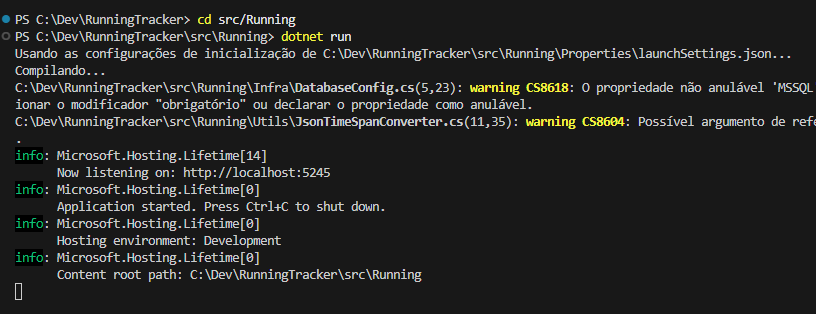 PS C:\Dev\RunningTracker> cd src/Running
PS C:\Dev\RunningTracker\src\Running> dotnet run
Usando as configurações de inicialização de C:\Dev\RunningTracker\src\Running\Properties\launchSettings.json...
Compilando...
C:\Dev\RunningTracker\src\Running\Infra\DatabaseConfig.cs(5,23): warning CS8618: O propriedade não anulável 'MSSQL
ionar o modificador "obrigatório" ou declarar o propriedade como anulável.
C:\Dev\RunningTracker\src\Running\Utils\JsonTimeSpanConverter.cs(11,35): warning CS8604: Possível argumento de refe
.
info: Microsoft.Hosting.Lifetime[14]
Now listening on: http://localhost:5245
info: Microsoft.Hosting.Lifetime[0]
Application started. Press Ctrl+C to shut down.
info: Microsoft.Hosting.Lifetime[0]
Hosting environment: Development
info: Microsoft.Hosting.Lifetime[0]
Content root path: C:\Dev\RunningTracker\src\Running